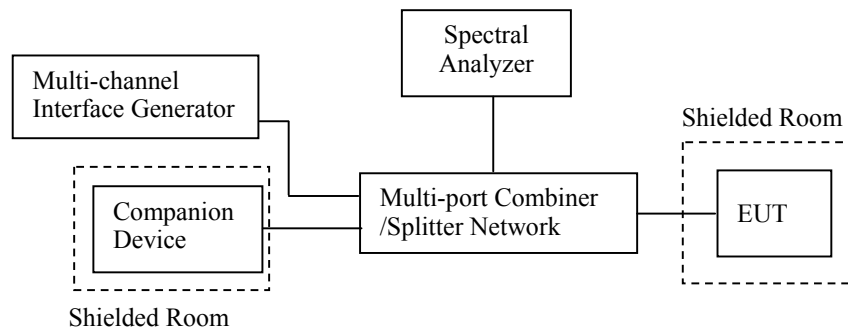 Spectral
Analyzer
Multi-channel
Interface Generator
Shielded Room
Multi-port Combiner
/Splitter Network
EUT
Companion
Device
Shielded Room